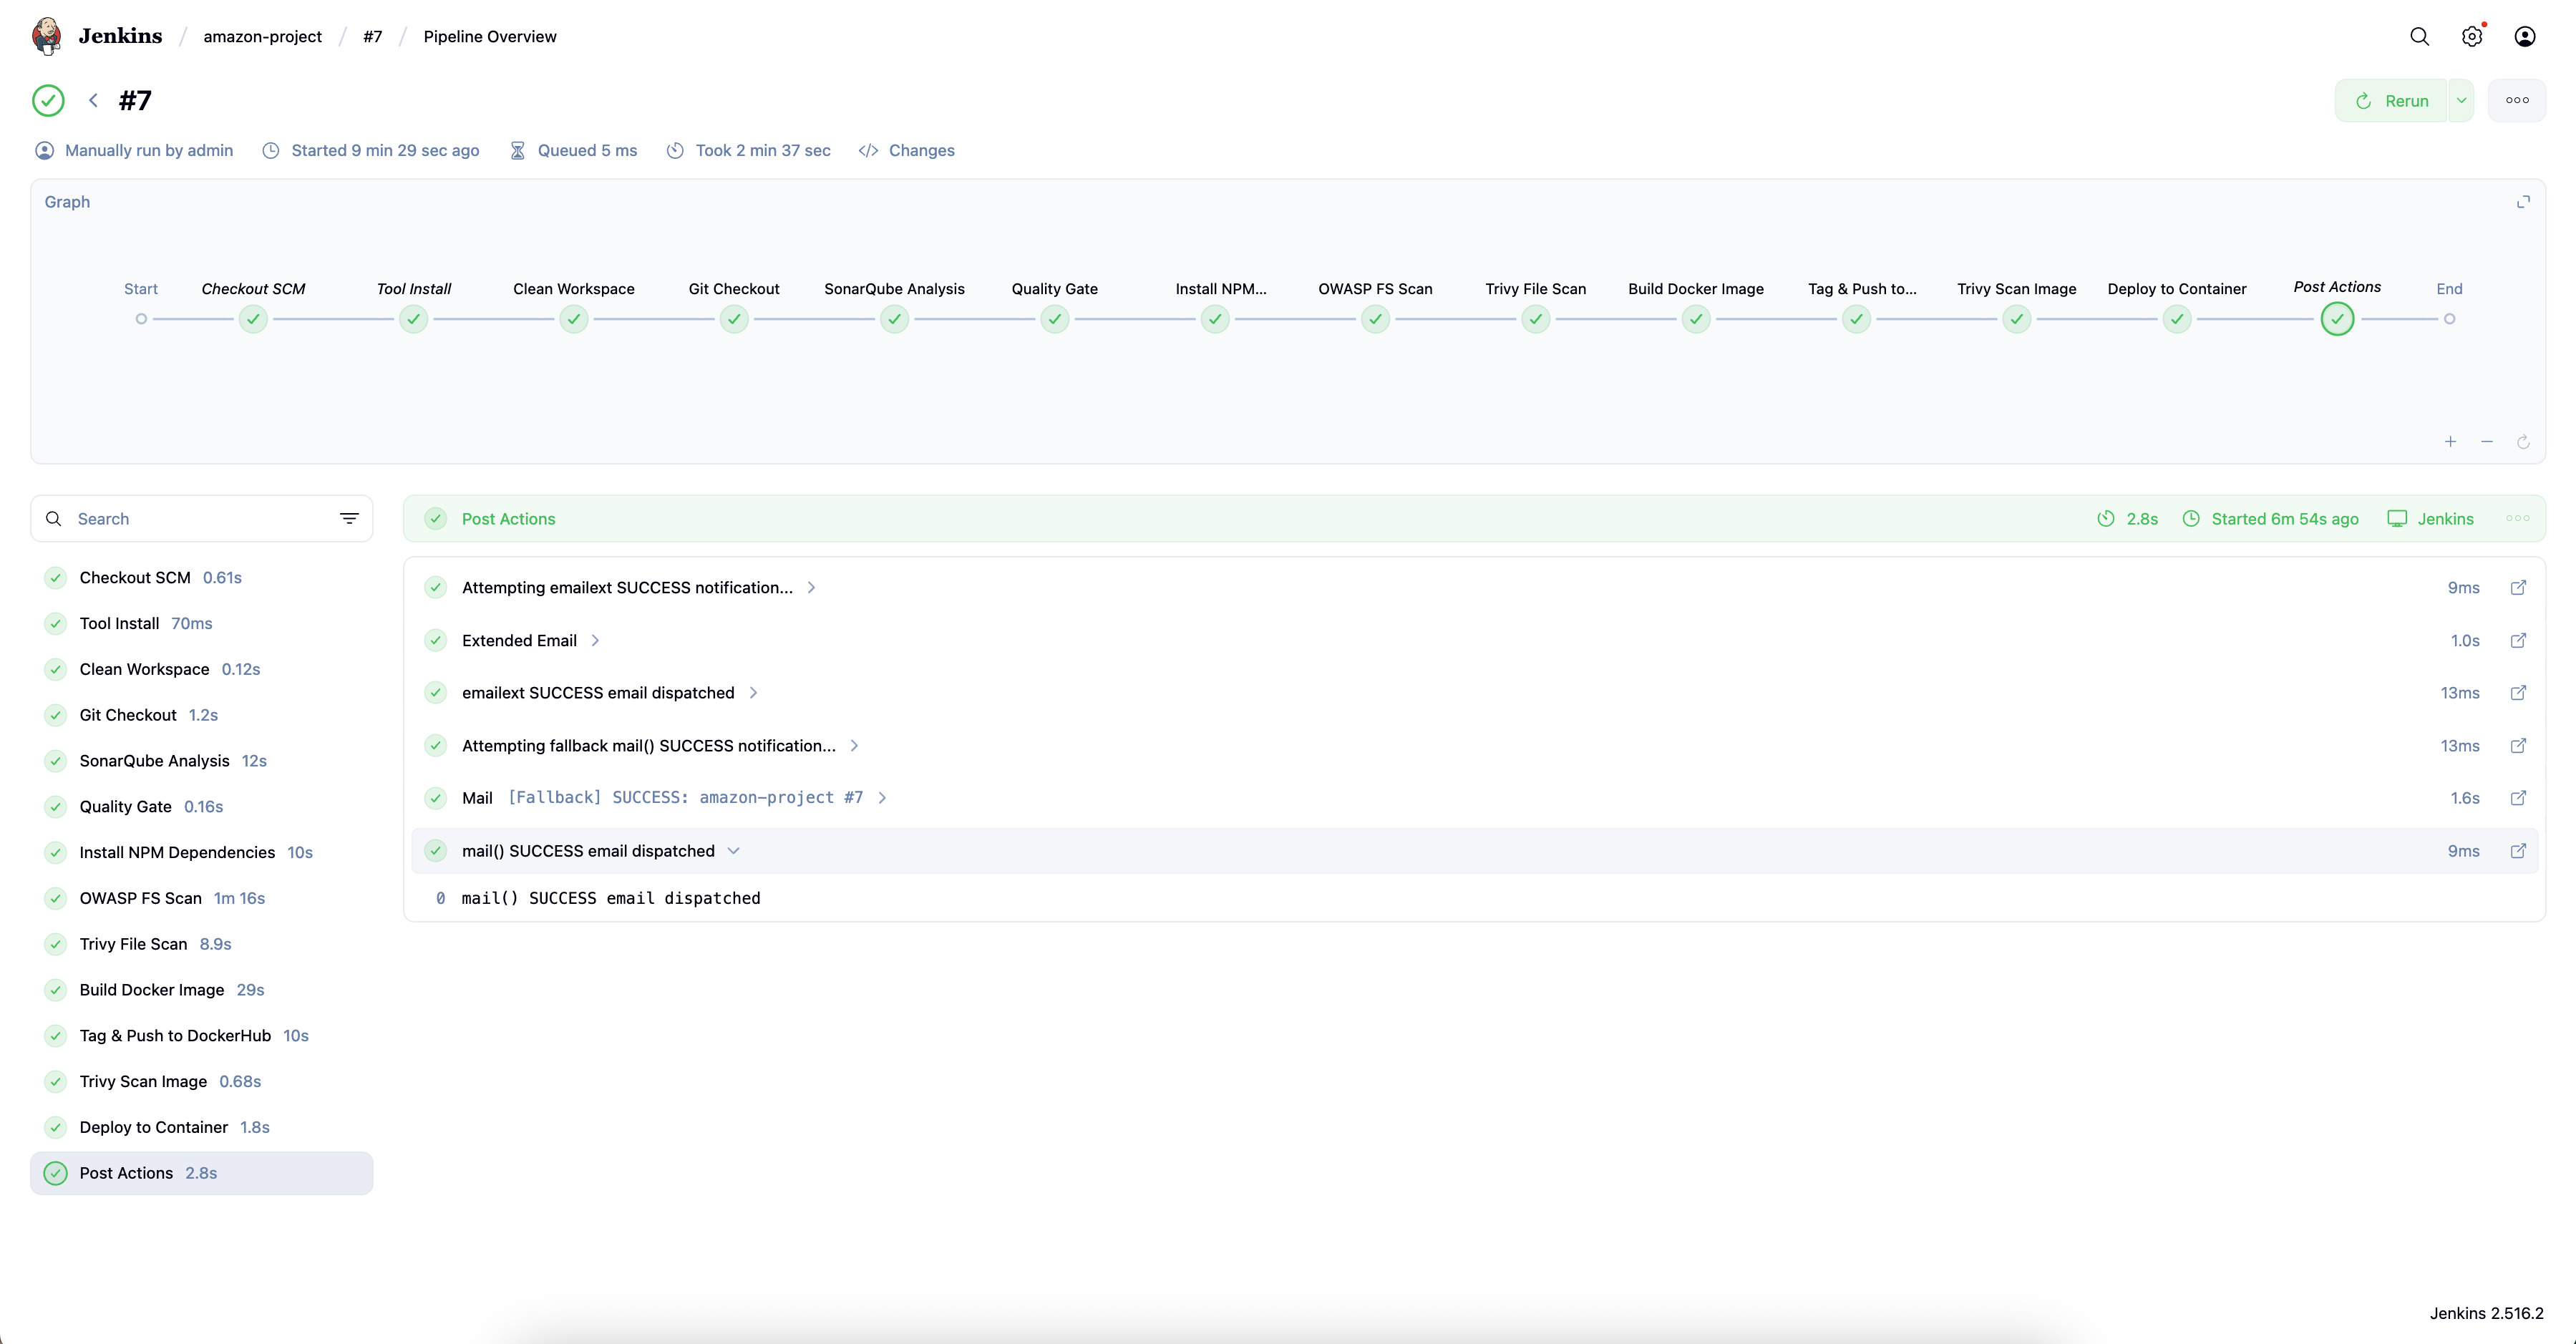 Jenkins / amazon-project / #7 / Pipeline Overview
#7
Rerun
Manually run by admin Started 9 min 29 sec ago Queued 5 ms Took 2 min 37 sec Changes
Graph
Start Checkout SCM Tool Install Clean Workspace Git Checkout SonarQube Analysis Quality Gate Install NPM... OWASP FS Scan Trivy File Scan Build Docker Image Tag & Push to... Trivy Scan Image Deploy to Container Post Actions End
Search
Checkout SCM 0.61s
Tool Install 70ms
Clean Workspace 0.12s
Git Checkout 1.2s
SonarQube Analysis 12s
Quality Gate 0.16s
Install NPM Dependencies 10s
OWASP FS Scan 1m 16s
Trivy File Scan 8.9s
Build Docker Image 29s
Tag & Push to DockerHub 10s
Trivy Scan Image 0.68s
Deploy to Container 1.8s
Post Actions 2.8s
Post Actions 2.8s Started 6m 54s ago Jenkins
Attempting emailext SUCCESS notification... 9ms
Extended Email 1.0s
emailext SUCCESS email dispatched 13ms
Attempting fallback mail() SUCCESS notification... 13ms
Mail [Fallback] SUCCESS: amazon-project #7 1.6s
mail() SUCCESS email dispatched 9ms
0 mail() SUCCESS email dispatched
Jenkins 2.516.2